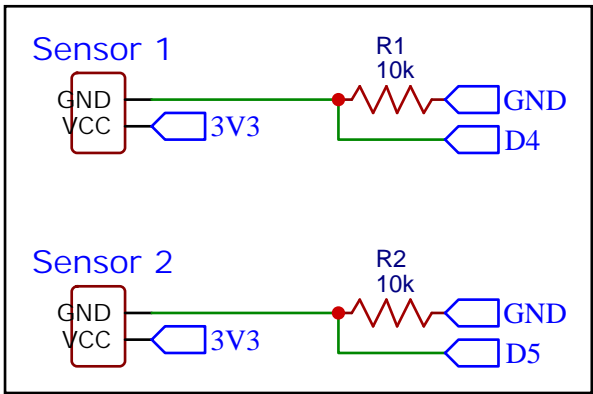 Sensor 1
R1
10k
GND
GND
VCC
3V3
D4
Sensor 2
R2
10k
GND
GND
VCC
3V3
D5